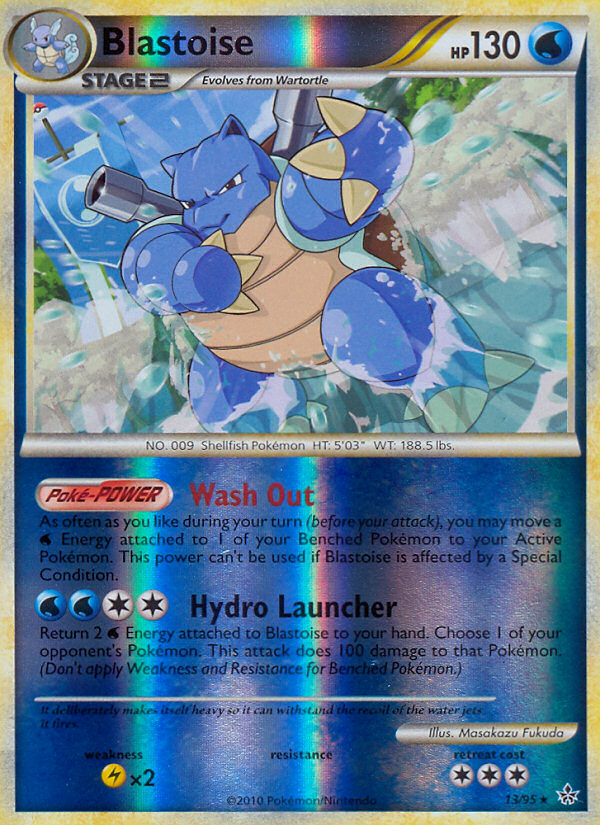 Blastoise
HP 130
STAGE 2
Evolves from Wartortle
NO. 009 Shellfish Pokémon HT: 5'03" WT: 188.5 lbs.
Poké-POWER Wash Out
As often as you like during your turn (before your attack), you may move a
Energy attached to 1 of your Benched Pokémon to your Active
Pokémon. This power can't be used if Blastoise is affected by a Special
Condition.
Hydro Launcher
Return 2 Energy attached to Blastoise to your hand. Choose 1 of your
opponent's Pokémon. This attack does 100 damage to that Pokémon.
(Don't apply Weakness and Resistance for Benched Pokémon.)
It deliberately makes itself heavy so it can withstand the recoil of the water jets
it fires.
Illus. Masakazu Fukuda
weakness resistance retreat cost
×2
©2010 Pokémon/Nintendo 13/95 ★